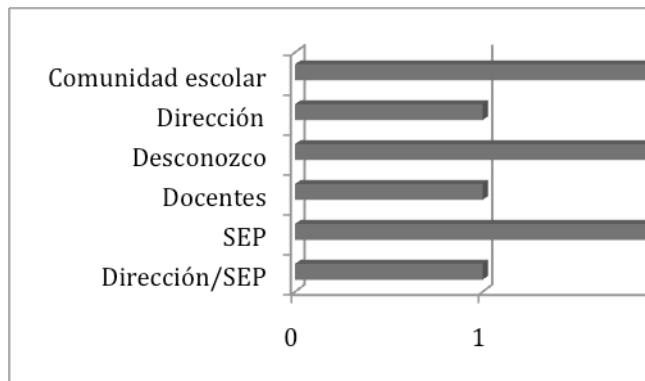 Comunidad escolar
Dirección
Desconozco
Docentes
SEP
Dirección/SEP
0 1